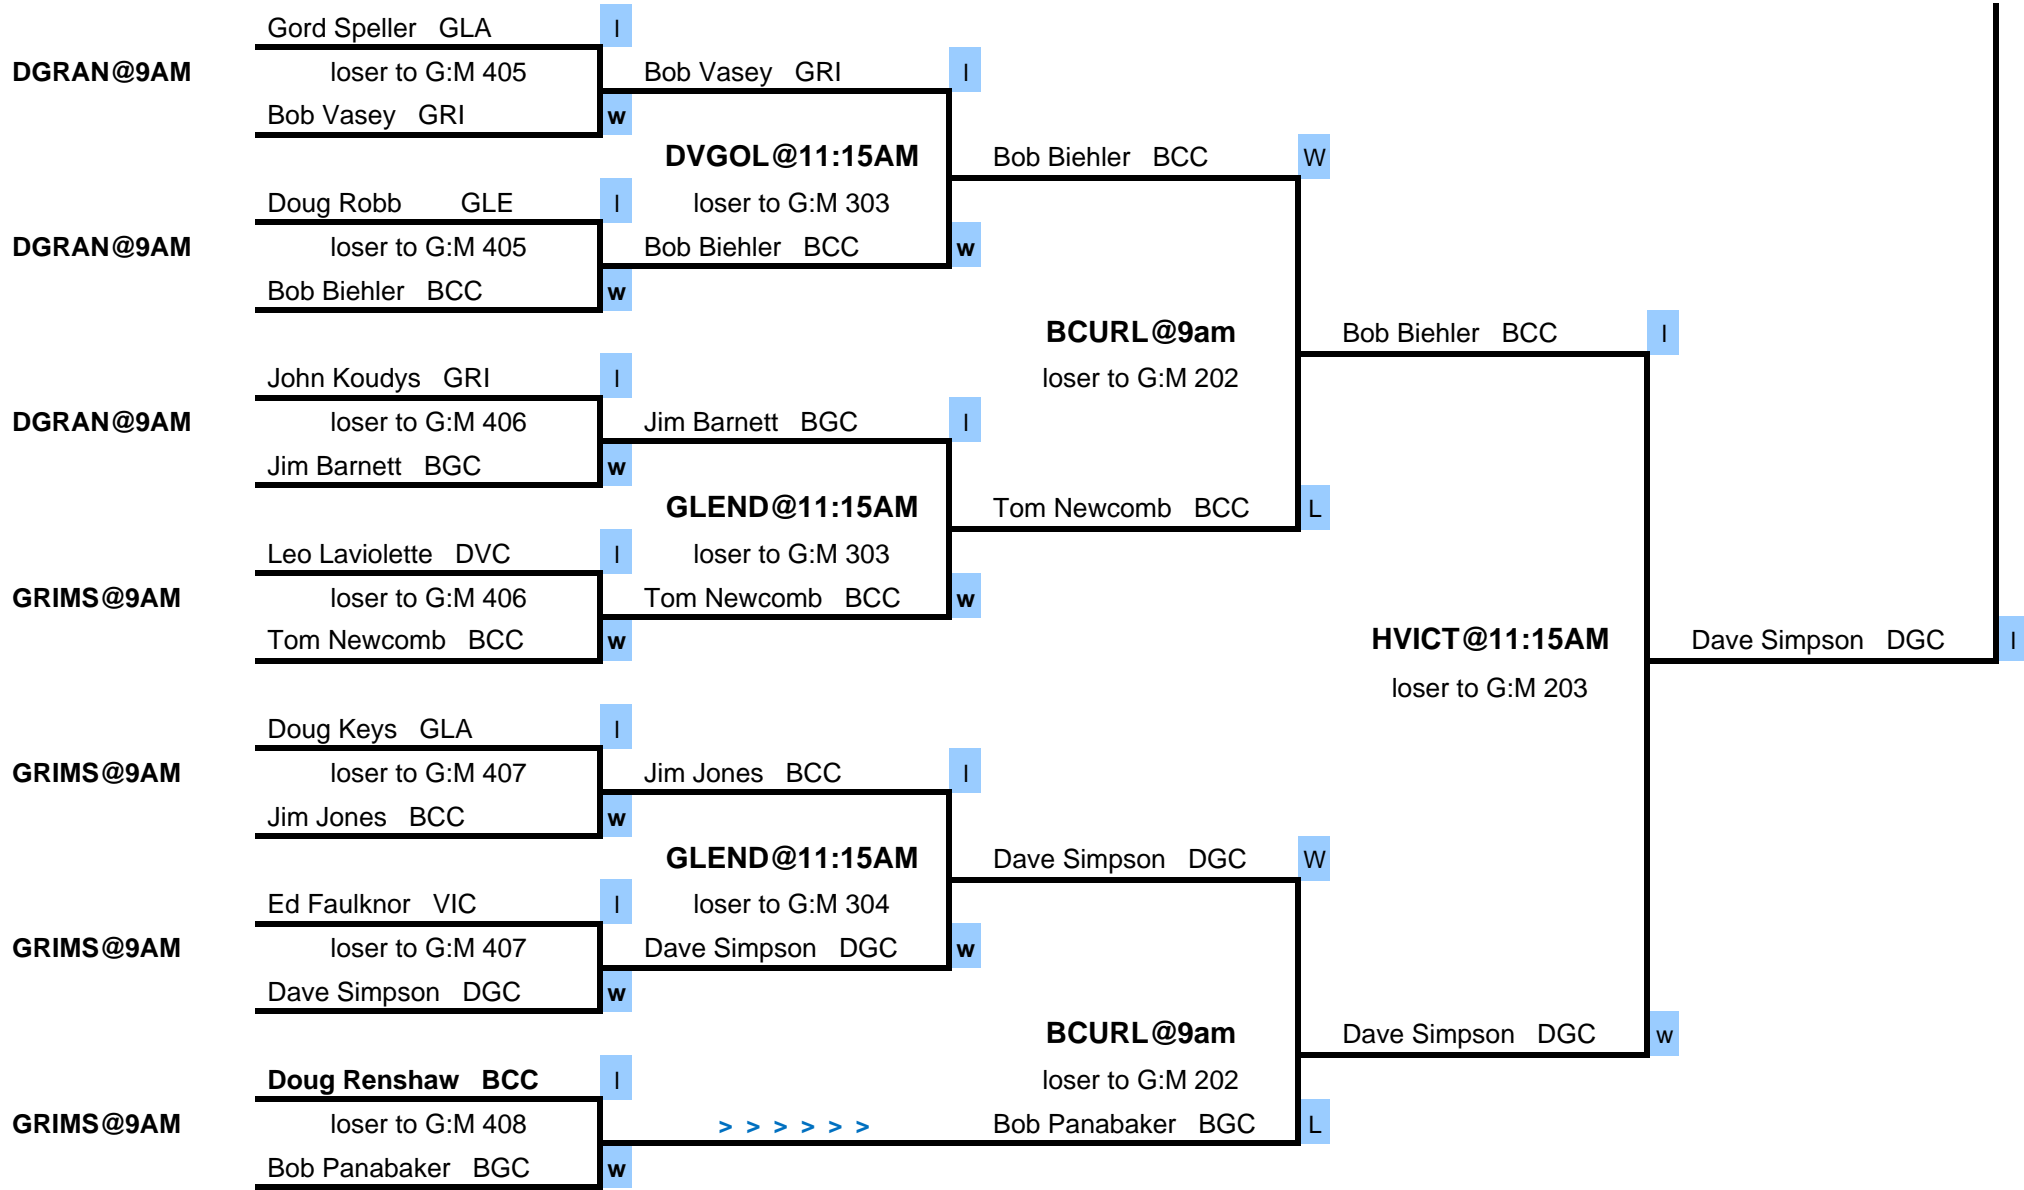 Gord Speller GLA l
DGRAN@9AM loser to G:M 405 Bob Vasey GRI l
Bob Vasey GRI w
DVGOL@11:15AM Bob Biehler BCC W
Doug Robb GLE l loser to G:M 303
DGRAN@9AM loser to G:M 405 Bob Biehler BCC w
Bob Biehler BCC w
BCURL@9am Bob Biehler BCC l
John Koudys GRI l loser to G:M 202
DGRAN@9AM loser to G:M 406 Jim Barnett BGC l
Jim Barnett BGC w
GLEND@11:15AM Tom Newcomb BCC L
Leo Laviolette DVC l loser to G:M 303
GRIMS@9AM loser to G:M 406 Tom Newcomb BCC w
Tom Newcomb BCC w HVICT@11:15AM Dave Simpson DGC l
loser to G:M 203
Doug Keys GLA l
GRIMS@9AM loser to G:M 407 Jim Jones BCC l
Jim Jones BCC w
GLEND@11:15AM Dave Simpson DGC W
Ed Faulknor VIC l loser to G:M 304
GRIMS@9AM loser to G:M 407 Dave Simpson DGC w
Dave Simpson DGC w
BCURL@9am Dave Simpson DGC w
Doug Renshaw BCC l loser to G:M 202
GRIMS@9AM loser to G:M 408 > > > > > > Bob Panabaker BGC L
Bob Panabaker BGC w